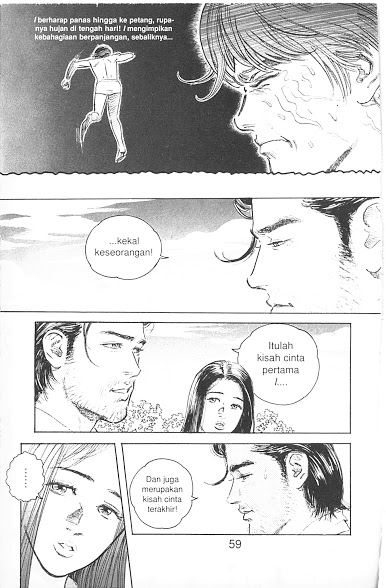 I berharap panas hingga ke petang, rupa-
nya hujan di tengah hari! I mengimpikan
kebahagiaan berpanjangan, sebaliknya...
...kekal
keseorangan!
Itulah
kisah cinta
pertama
I....
......
Dan juga
merupakan
kisah cinta
terakhir!
59